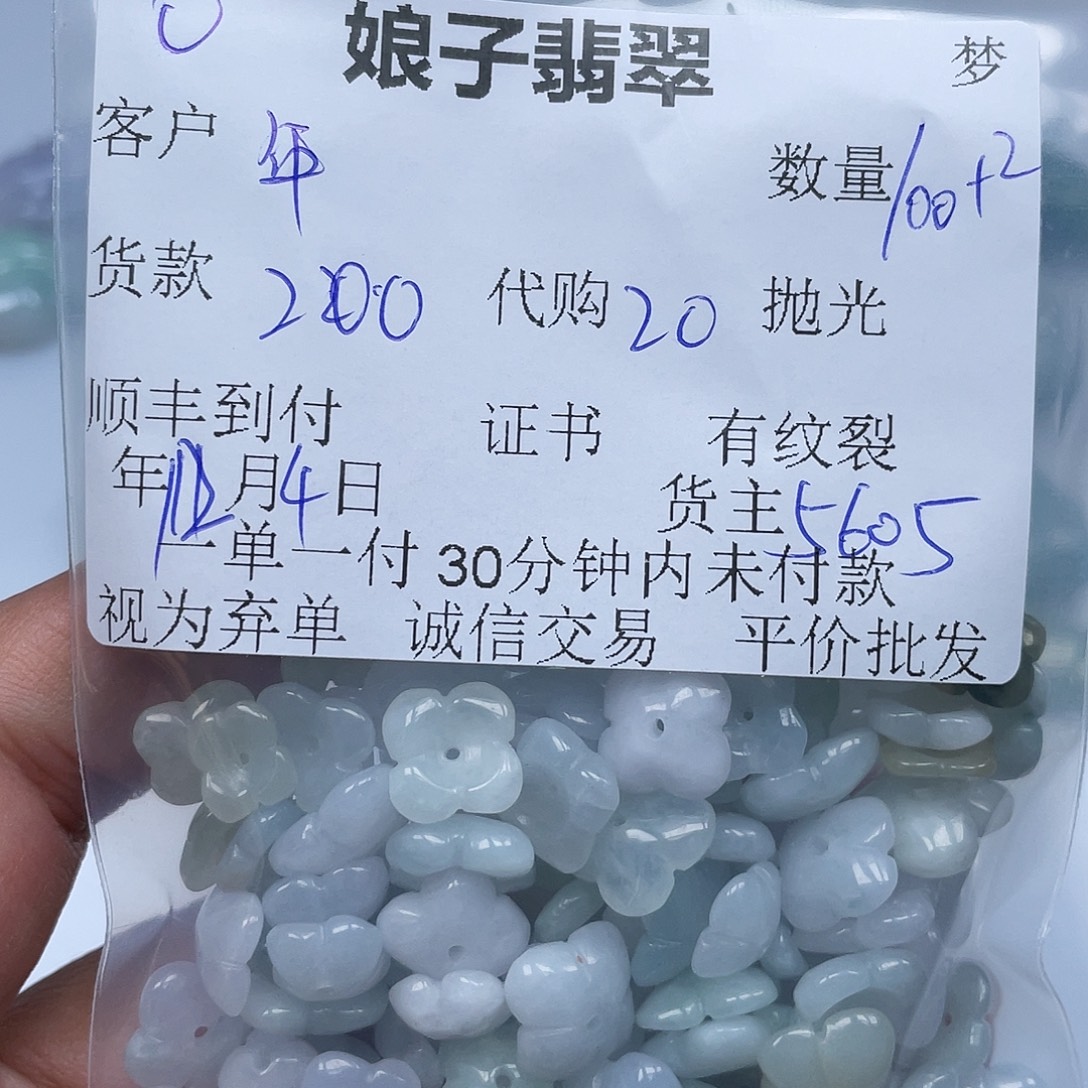 娘子翡翠 梦
客户 年 数量 100+2
货款 200 代购 20 抛光
顺丰到付 证书 有纹裂
年 12 月 4 日 货主 5605
一单一付 30分钟内未付款
视为弃单 诚信交易 平价批发